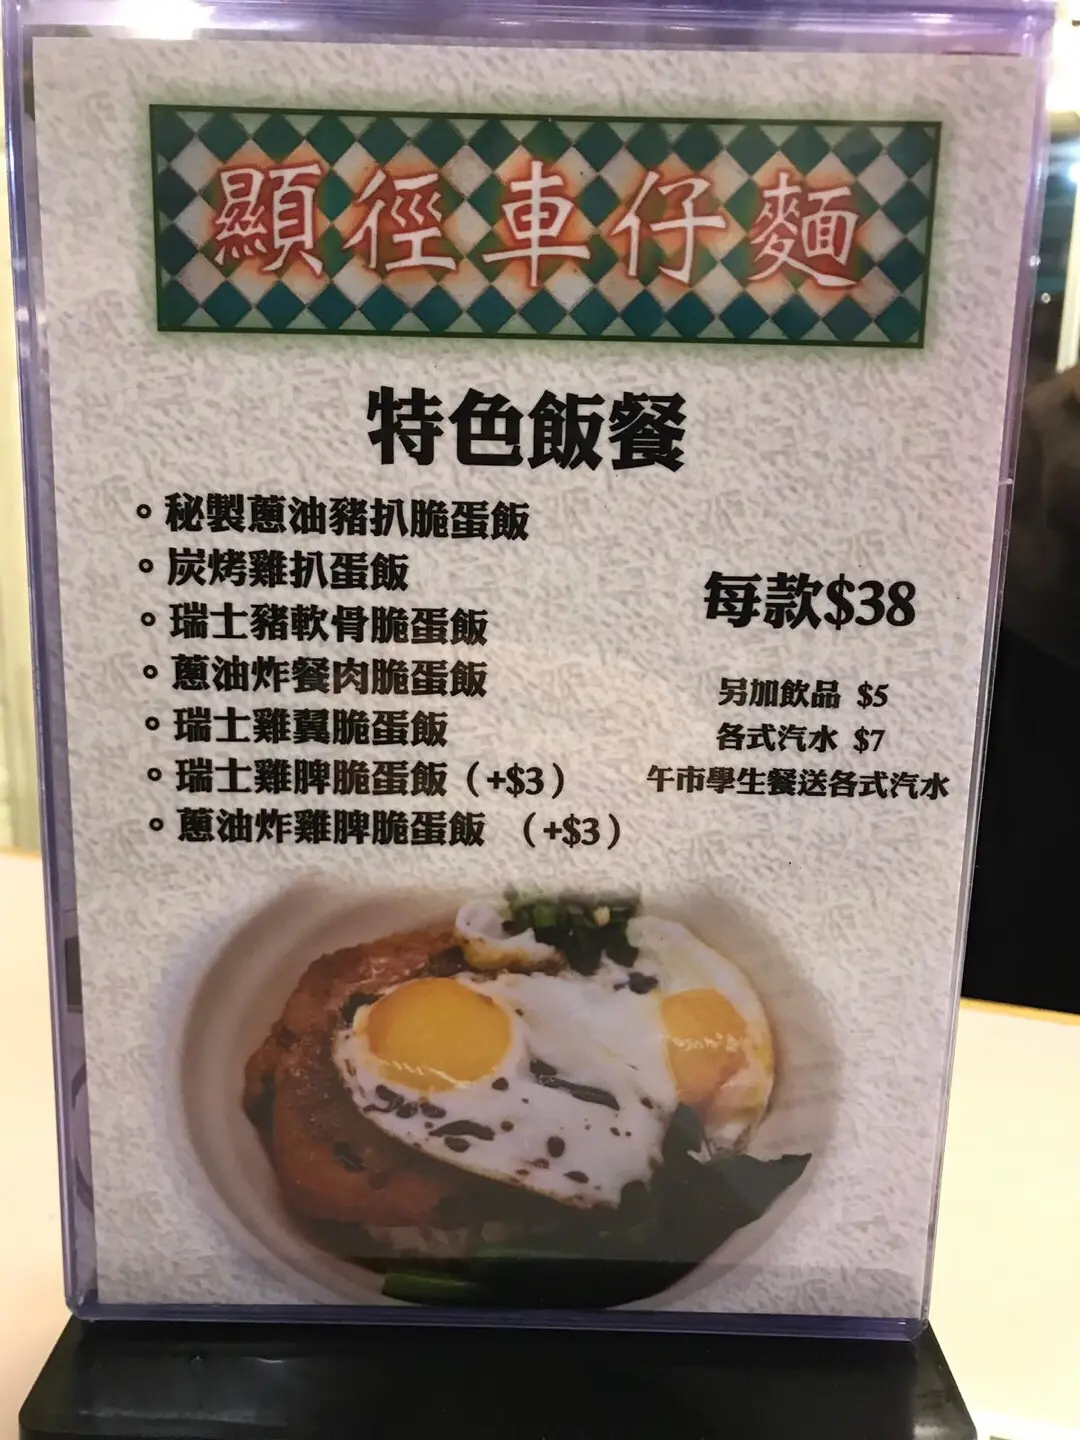 顯徑車仔麵
特色飯餐
。秘製蔥油豬扒脆蛋飯
。炭烤雞扒蛋飯
。瑞士豬軟骨脆蛋飯
。蔥油炸餐肉脆蛋飯
。瑞士雞翼脆蛋飯
。瑞士雞脾脆蛋飯（+$3）
。蔥油炸雞脾脆蛋飯 （+$3）
每款$38
另加飲品 $5
各式汽水 $7
午市學生餐送各式汽水